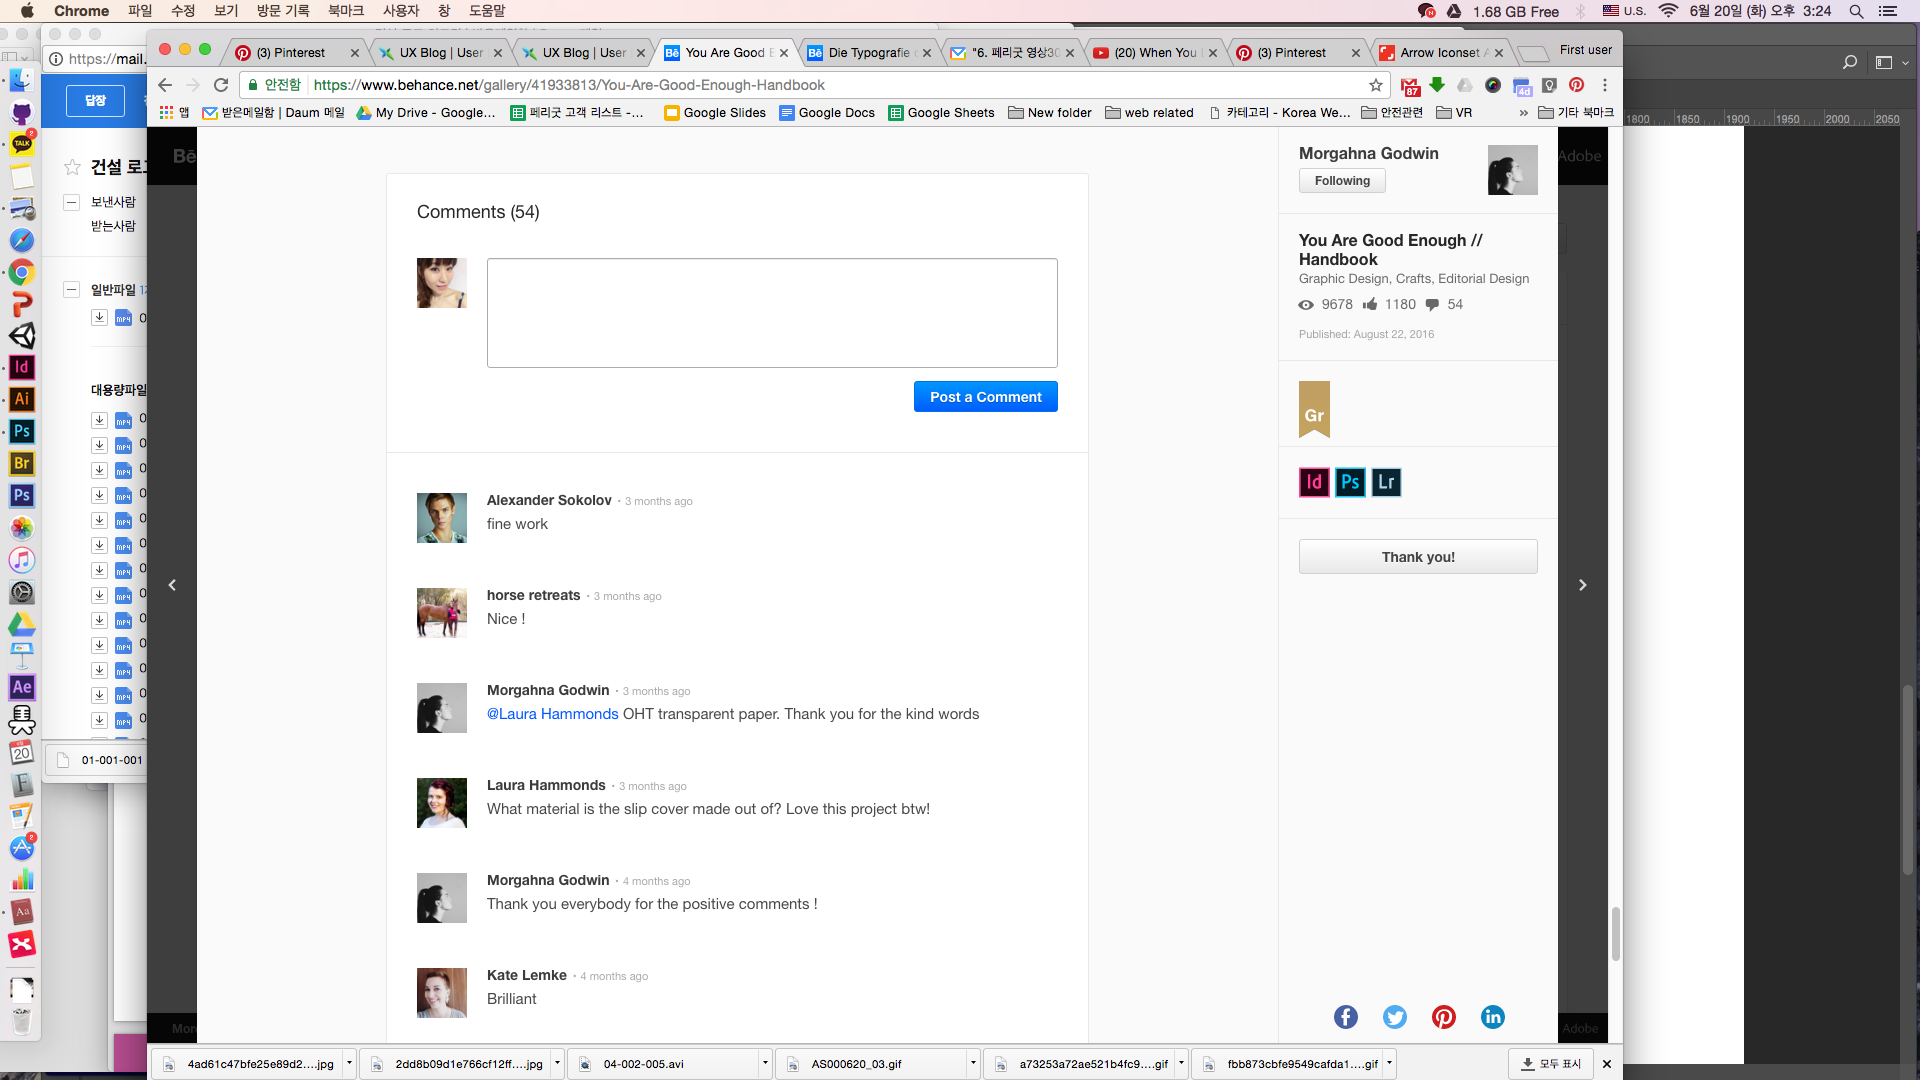 Chrome 파일 수정 보기 방문 기록 북마크 사용자 창 도움말 1.68 GB Free U.S. 6월 20일 (화) 오후 3:24
(3) Pinterest UX Blog | User UX Blog | User You Are Good E Die Typografie "6. 페리굿 영상30 (20) When You (3) Pinterest Arrow Iconset First user
https://mail.
안전함 https://www.behance.net/gallery/41933813/You-Are-Good-Enough-Handbook
87 4d
앱 받은메일함 | Daum 메일 My Drive - Google... 페리굿 고객 리스트 -... Google Slides Google Docs Google Sheets New folder web related 카테고리 - Korea We... 안전관련 VR » 기타 북마크
1800 1850 1900 1950 2000 2050
답장
건설 로고
보낸사람
받는사람
일반파일
대용량파일
01-001-001
Adobe
Comments (54)
Post a Comment
Alexander Sokolov • 3 months ago
fine work
horse retreats • 3 months ago
Nice !
Morgahna Godwin • 3 months ago
@Laura Hammonds OHT transparent paper. Thank you for the kind words
Laura Hammonds • 3 months ago
What material is the slip cover made out of? Love this project btw!
Morgahna Godwin • 4 months ago
Thank you everybody for the positive comments !
Kate Lemke • 4 months ago
Brilliant
Morgahna Godwin
Following
You Are Good Enough //
Handbook
Graphic Design, Crafts, Editorial Design
9678 1180 54
Published: August 22, 2016
Gr
Id Ps Lr
Thank you!
Adobe
4ad61c47bfe25e89d2....jpg 2dd8b09d1e766cf12ff....jpg 04-002-005.avi AS000620_03.gif a73253a72ae521b4fc9....gif fbb873cbfe9549cafda1....gif 모두 표시